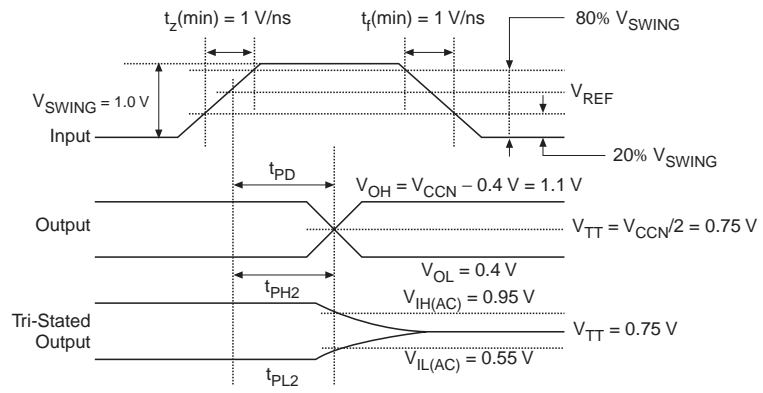 t_z(min) = 1 V/ns
t_f(min) = 1 V/ns
80% V_SWING
V_SWING = 1.0 V
V_REF
Input
20% V_SWING
t_PD
V_OH = V_CCN – 0.4 V = 1.1 V
Output
V_TT = V_CCN/2 = 0.75 V
V_OL = 0.4 V
t_PH2
V_IH(AC) = 0.95 V
Tri-Stated
Output
V_TT = 0.75 V
V_IL(AC) = 0.55 V
t_PL2